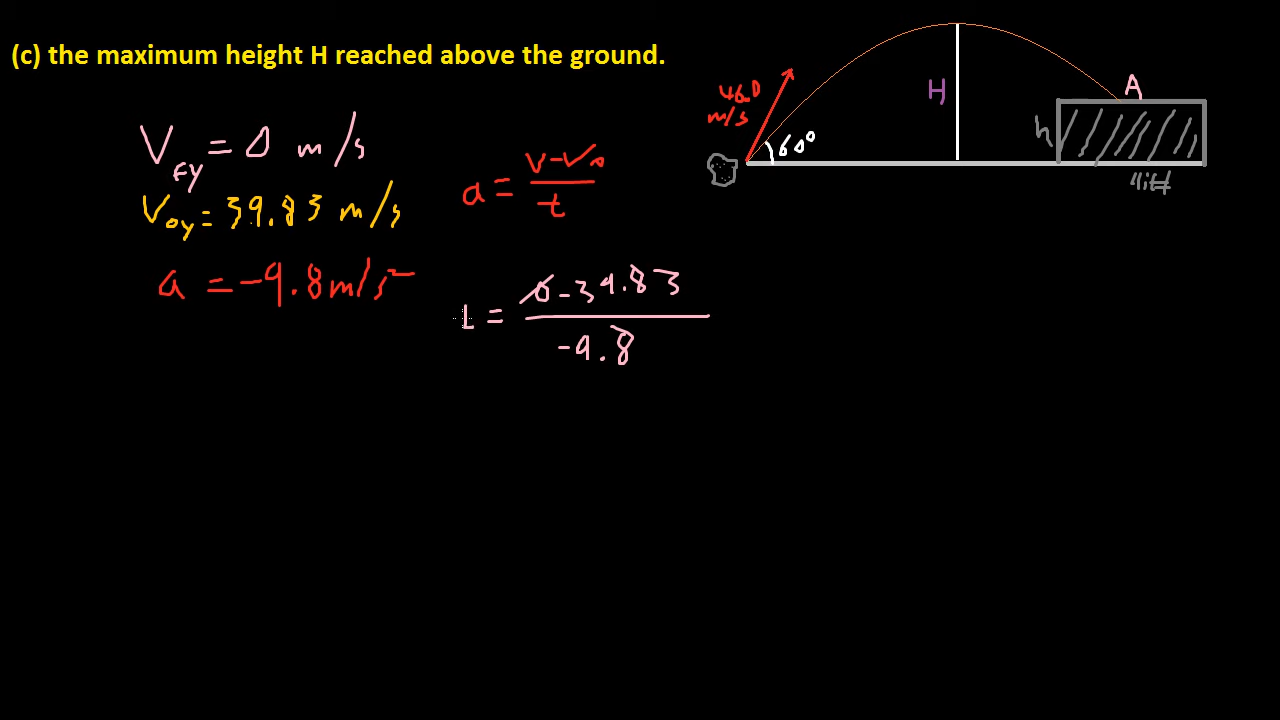 (c) the maximum height H reached above the ground.
V_FY = 0 m/s
V_oy = 39.83 m/s
a = -9.8 m/s²
a = (v - v₀)/t
t = (0 - 39.83)/(-9.8)
46.0 m/s
60°
H
A
h